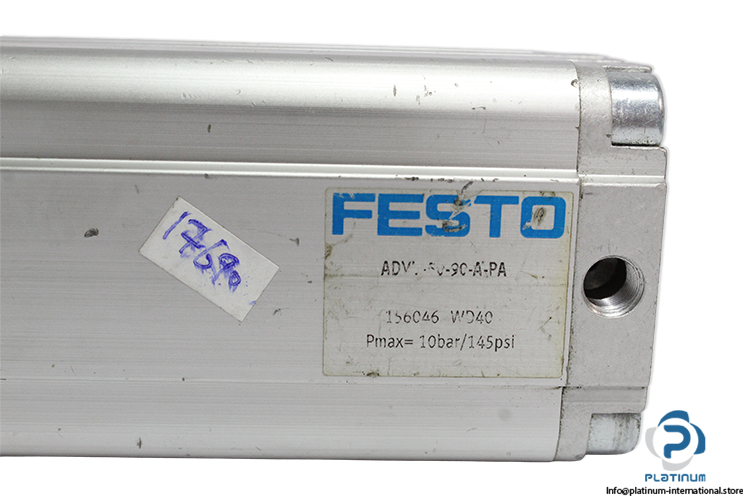 FESTO
156046 WD40
Pmax= 10bar/145psi
PLATINUM
Info@platinum-international.store